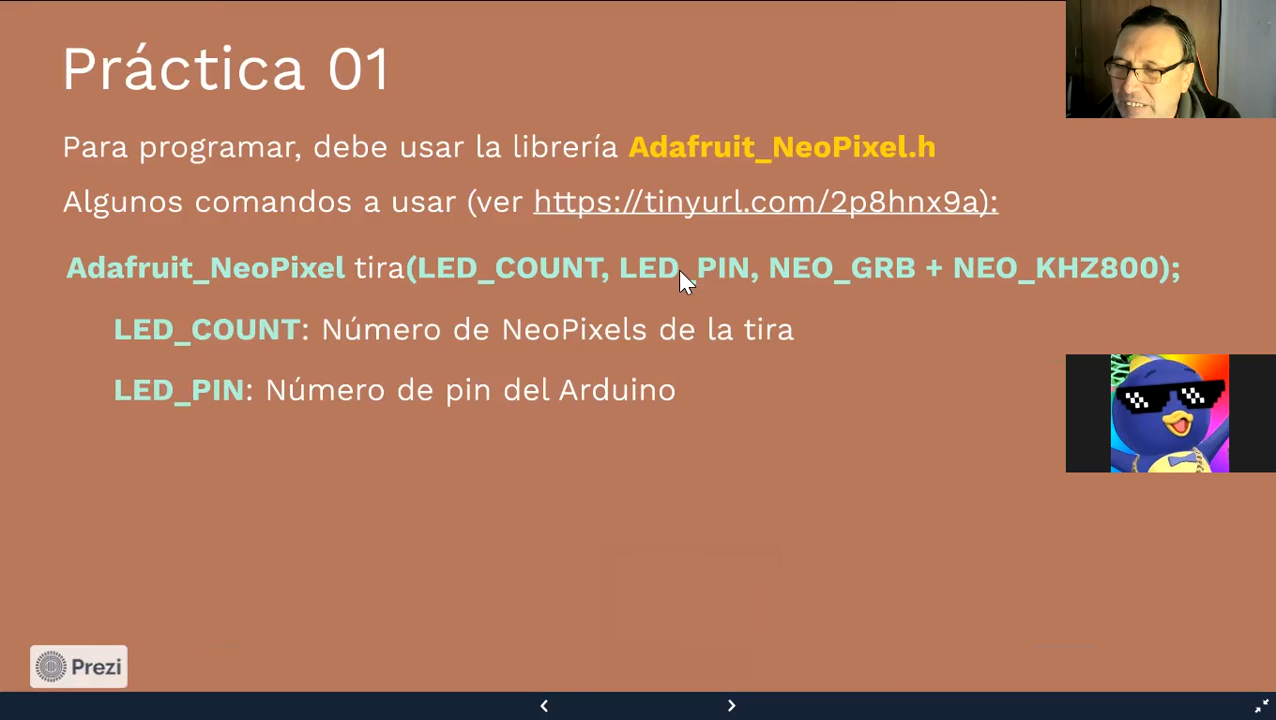 Práctica 01
Para programar, debe usar la librería Adafruit_NeoPixel.h
Algunos comandos a usar (ver https://tinyurl.com/2p8hnx9a):
Adafruit_NeoPixel tira(LED_COUNT, LED_PIN, NEO_GRB + NEO_KHZ800);
LED_COUNT: Número de NeoPixels de la tira
LED_PIN: Número de pin del Arduino
Prezi